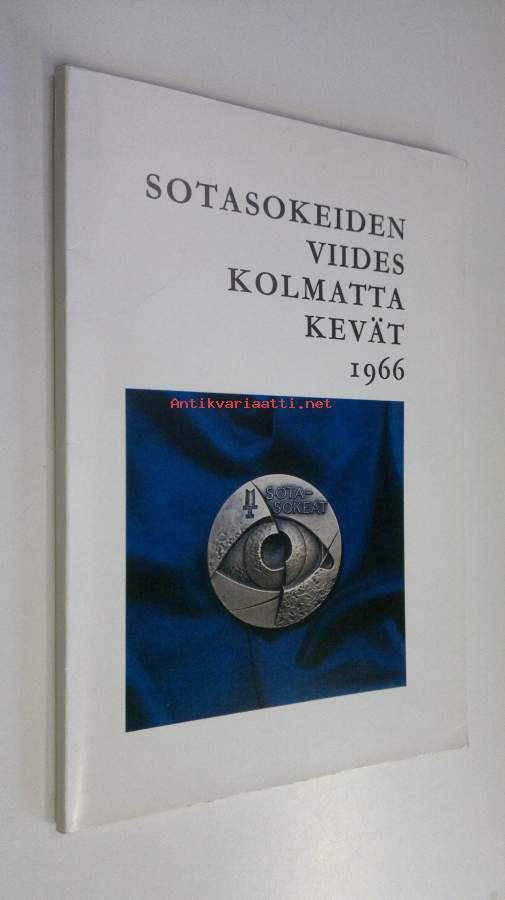 SOTASOKEIDEN
VIIDES
KOLMATTA
KEVÄT
1966
Antikvariaatti.net
SOTA-
SOKEAT